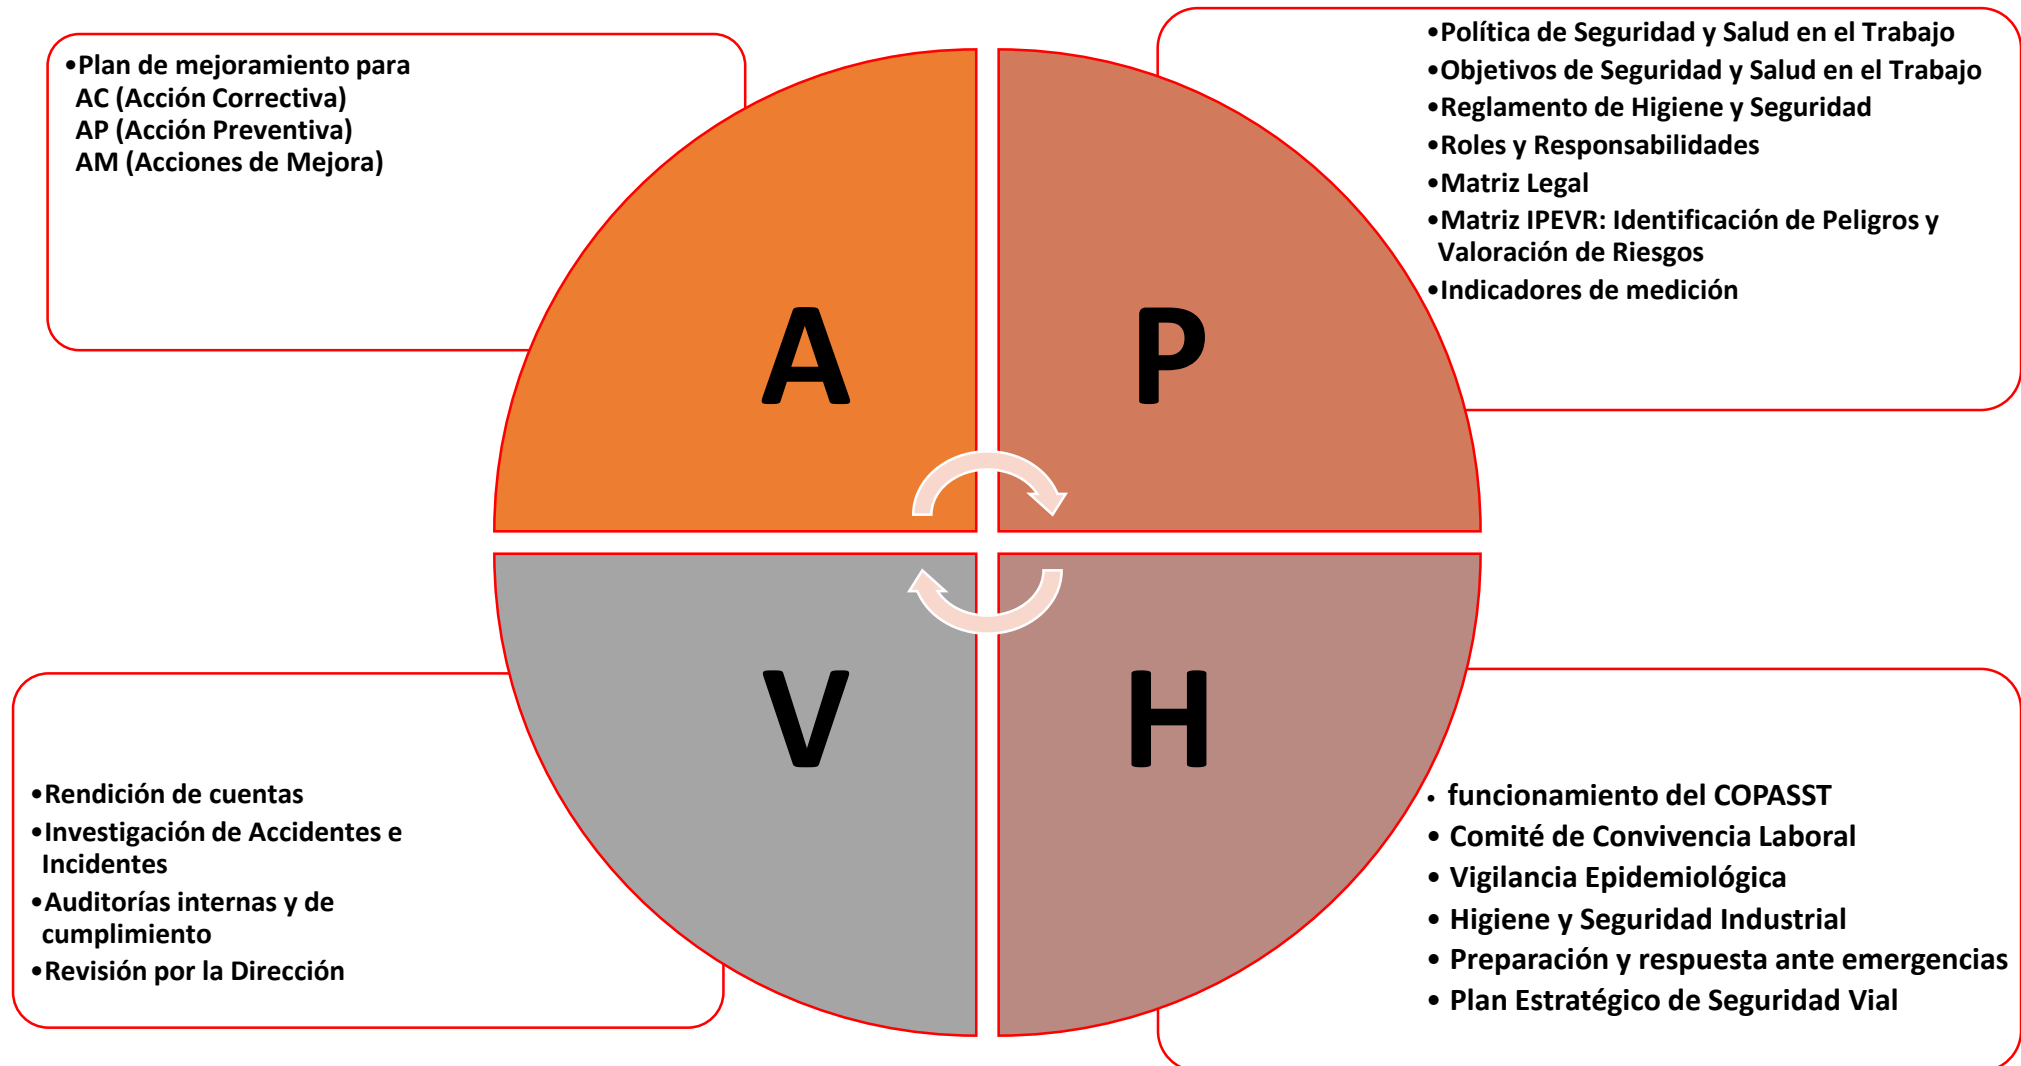 •Plan de mejoramiento para
AC (Acción Correctiva)
AP (Acción Preventiva)
AM (Acciones de Mejora)
•Política de Seguridad y Salud en el Trabajo
•Objetivos de Seguridad y Salud en el Trabajo
•Reglamento de Higiene y Seguridad
•Roles y Responsabilidades
•Matriz Legal
•Matriz IPEVR: Identificación de Peligros y
Valoración de Riesgos
•Indicadores de medición
A
P
V
H
•Rendición de cuentas
•Investigación de Accidentes e
Incidentes
•Auditorías internas y de
cumplimiento
•Revisión por la Dirección
• funcionamiento del COPASST
• Comité de Convivencia Laboral
• Vigilancia Epidemiológica
• Higiene y Seguridad Industrial
• Preparación y respuesta ante emergencias
• Plan Estratégico de Seguridad Vial